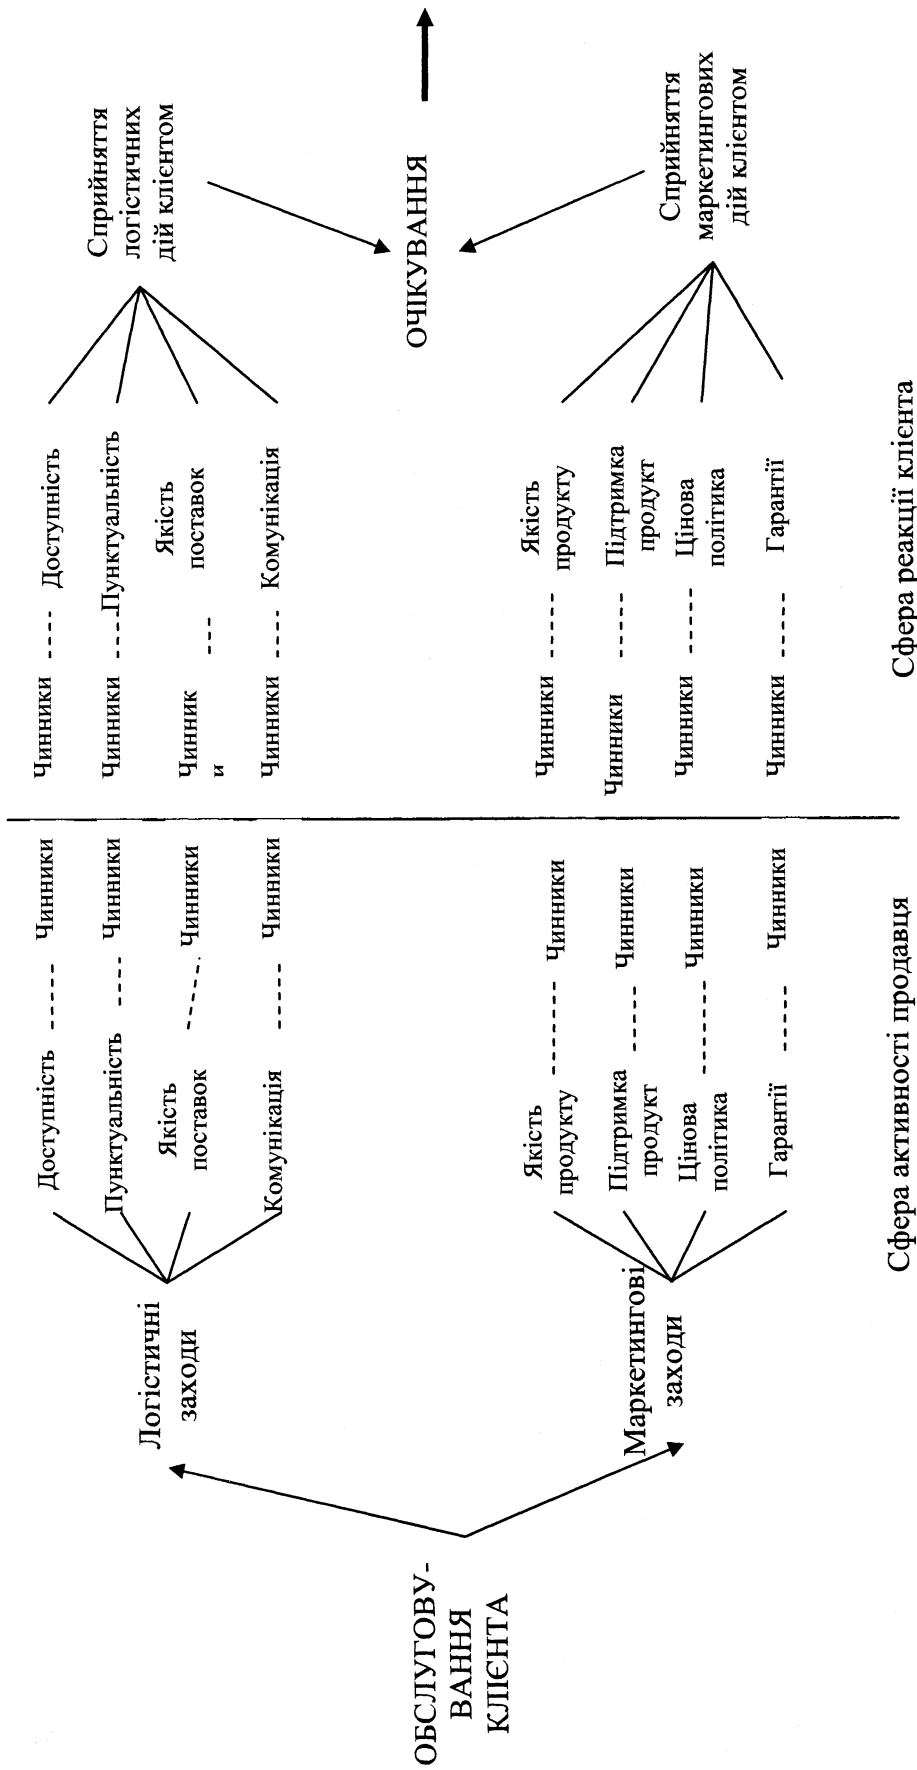 ОБСЛУГОВУ-
ВАННЯ
КЛІЄНТА
Логістичні
заходи
Маркетингові
заходи
Доступність ----- Чинники
Пунктуальність ---- Чинники
Якість
поставок ----- Чинники
Комунікація ----- Чинники
Якість
продукту -------- Чинники
Підтримка
продукт ----- Чинники
Цінова
політика -------- Чинники
Гарантії ----- Чинники
Сфера активності продавця
Чинники ---- Доступність
Чинники ---- Пунктуальність
Чинник
и --- Якість
поставок
Чинники ---- Комунікація
Чинники ----- Якість
продукту
Чинники ----- Підтримка
продукт
Чинники ----- Цінова
політика
Чинники ----- Гарантії
Сприйняття
логістичних
дій клієнтом
ОЧІКУВАННЯ
Сприйняття
маркетингових
дій клієнтом
Сфера реакції клієнта